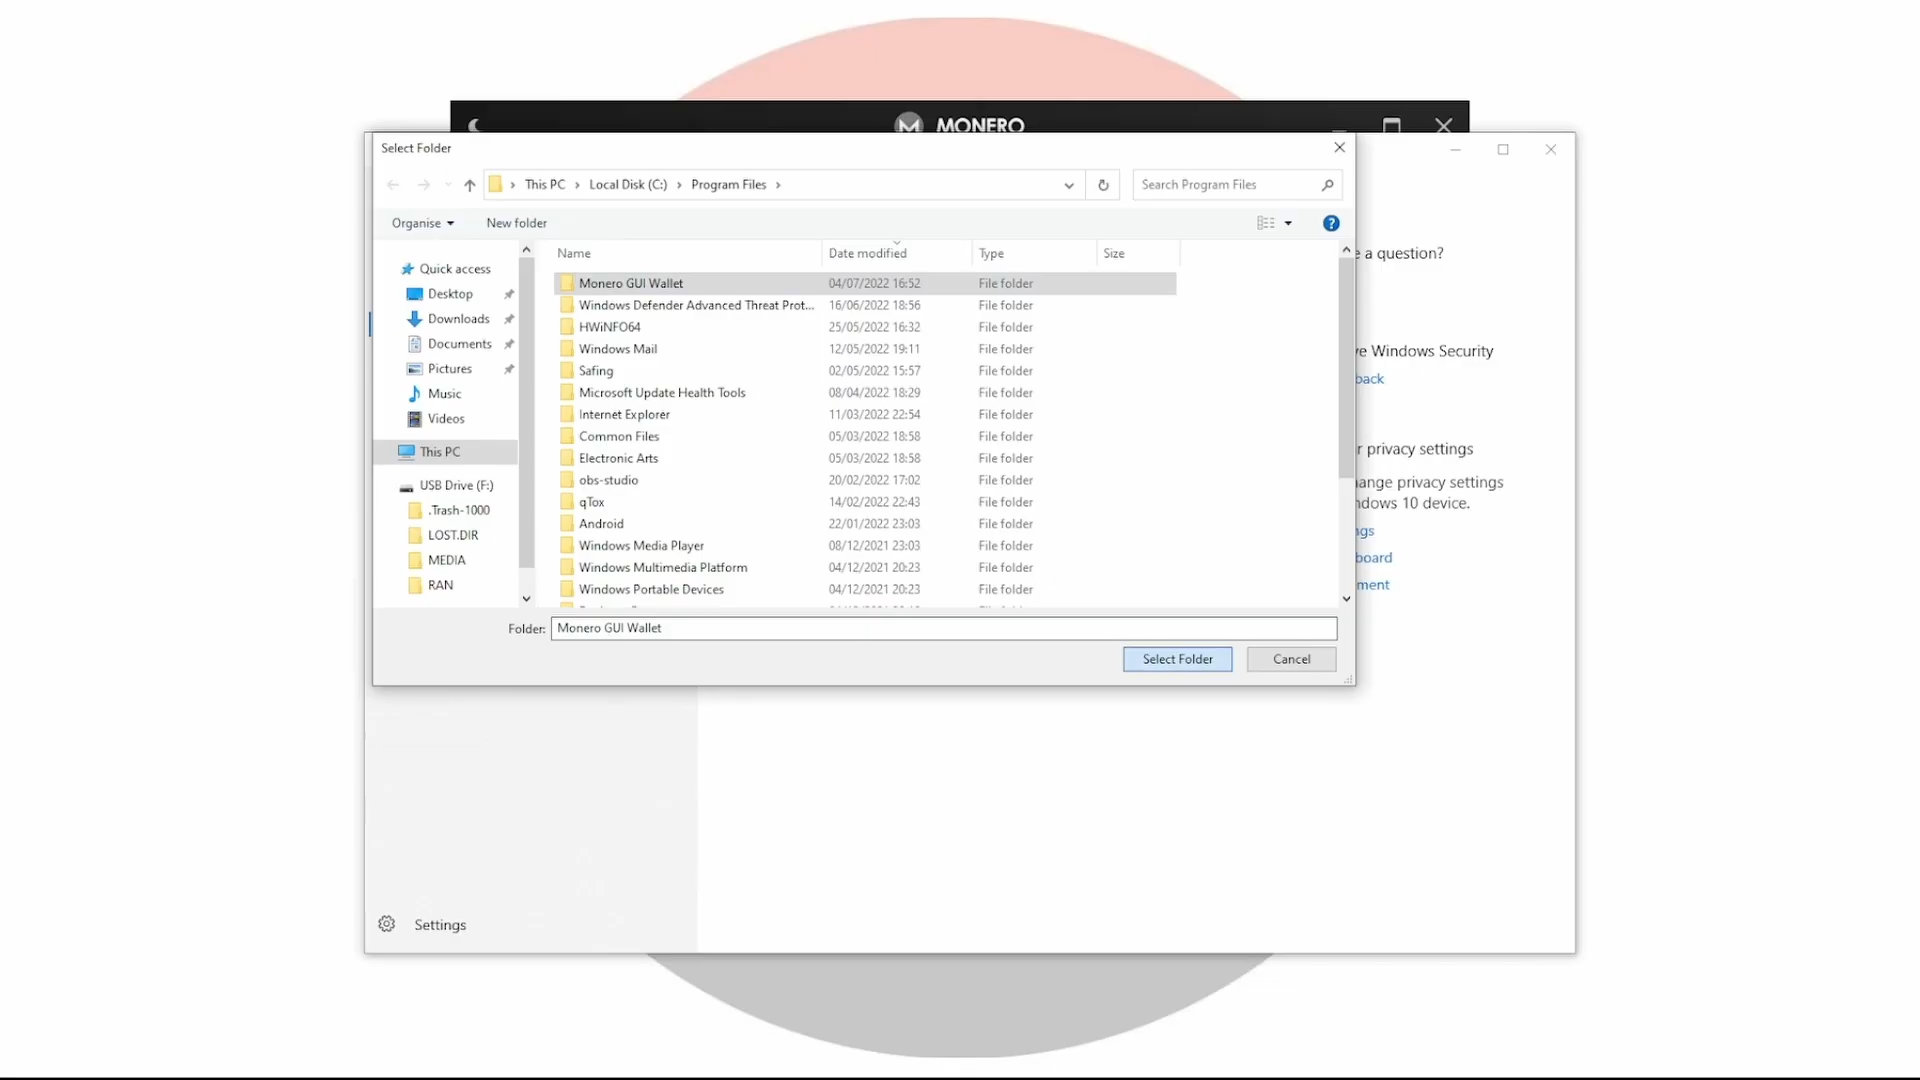 MONERO
Select Folder
This PC > Local Disk (C:) > Program Files >
Search Program Files
Organise
New folder
Name
Date modified
Type
Size
Quick access
Desktop
Downloads
Documents
Pictures
Music
Videos
This PC
USB Drive (F:)
.Trash-1000
LOST.DIR
MEDIA
RAN
Monero GUI Wallet 04/07/2022 16:52 File folder
Windows Defender Advanced Threat Prot... 16/06/2022 18:56 File folder
HWiNFO64 25/05/2022 16:32 File folder
Windows Mail 12/05/2022 19:11 File folder
Safing 02/05/2022 15:57 File folder
Microsoft Update Health Tools 08/04/2022 18:29 File folder
Internet Explorer 11/03/2022 22:54 File folder
Common Files 05/03/2022 18:58 File folder
Electronic Arts 05/03/2022 18:58 File folder
obs-studio 20/02/2022 17:02 File folder
qTox 14/02/2022 22:43 File folder
Android 22/01/2022 23:03 File folder
Windows Media Player 08/12/2021 23:03 File folder
Windows Multimedia Platform 04/12/2021 20:23 File folder
Windows Portable Devices 04/12/2021 20:23 File folder
Folder: Monero GUI Wallet
Select Folder
Cancel
e a question?
ve Windows Security
back
r privacy settings
ange privacy settings
ndows 10 device.
ngs
board
ment
Settings